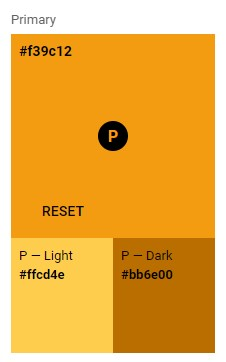 Primary
#f39c12
P
RESET
P — Light
#ffcd4e
P — Dark
#bb6e00